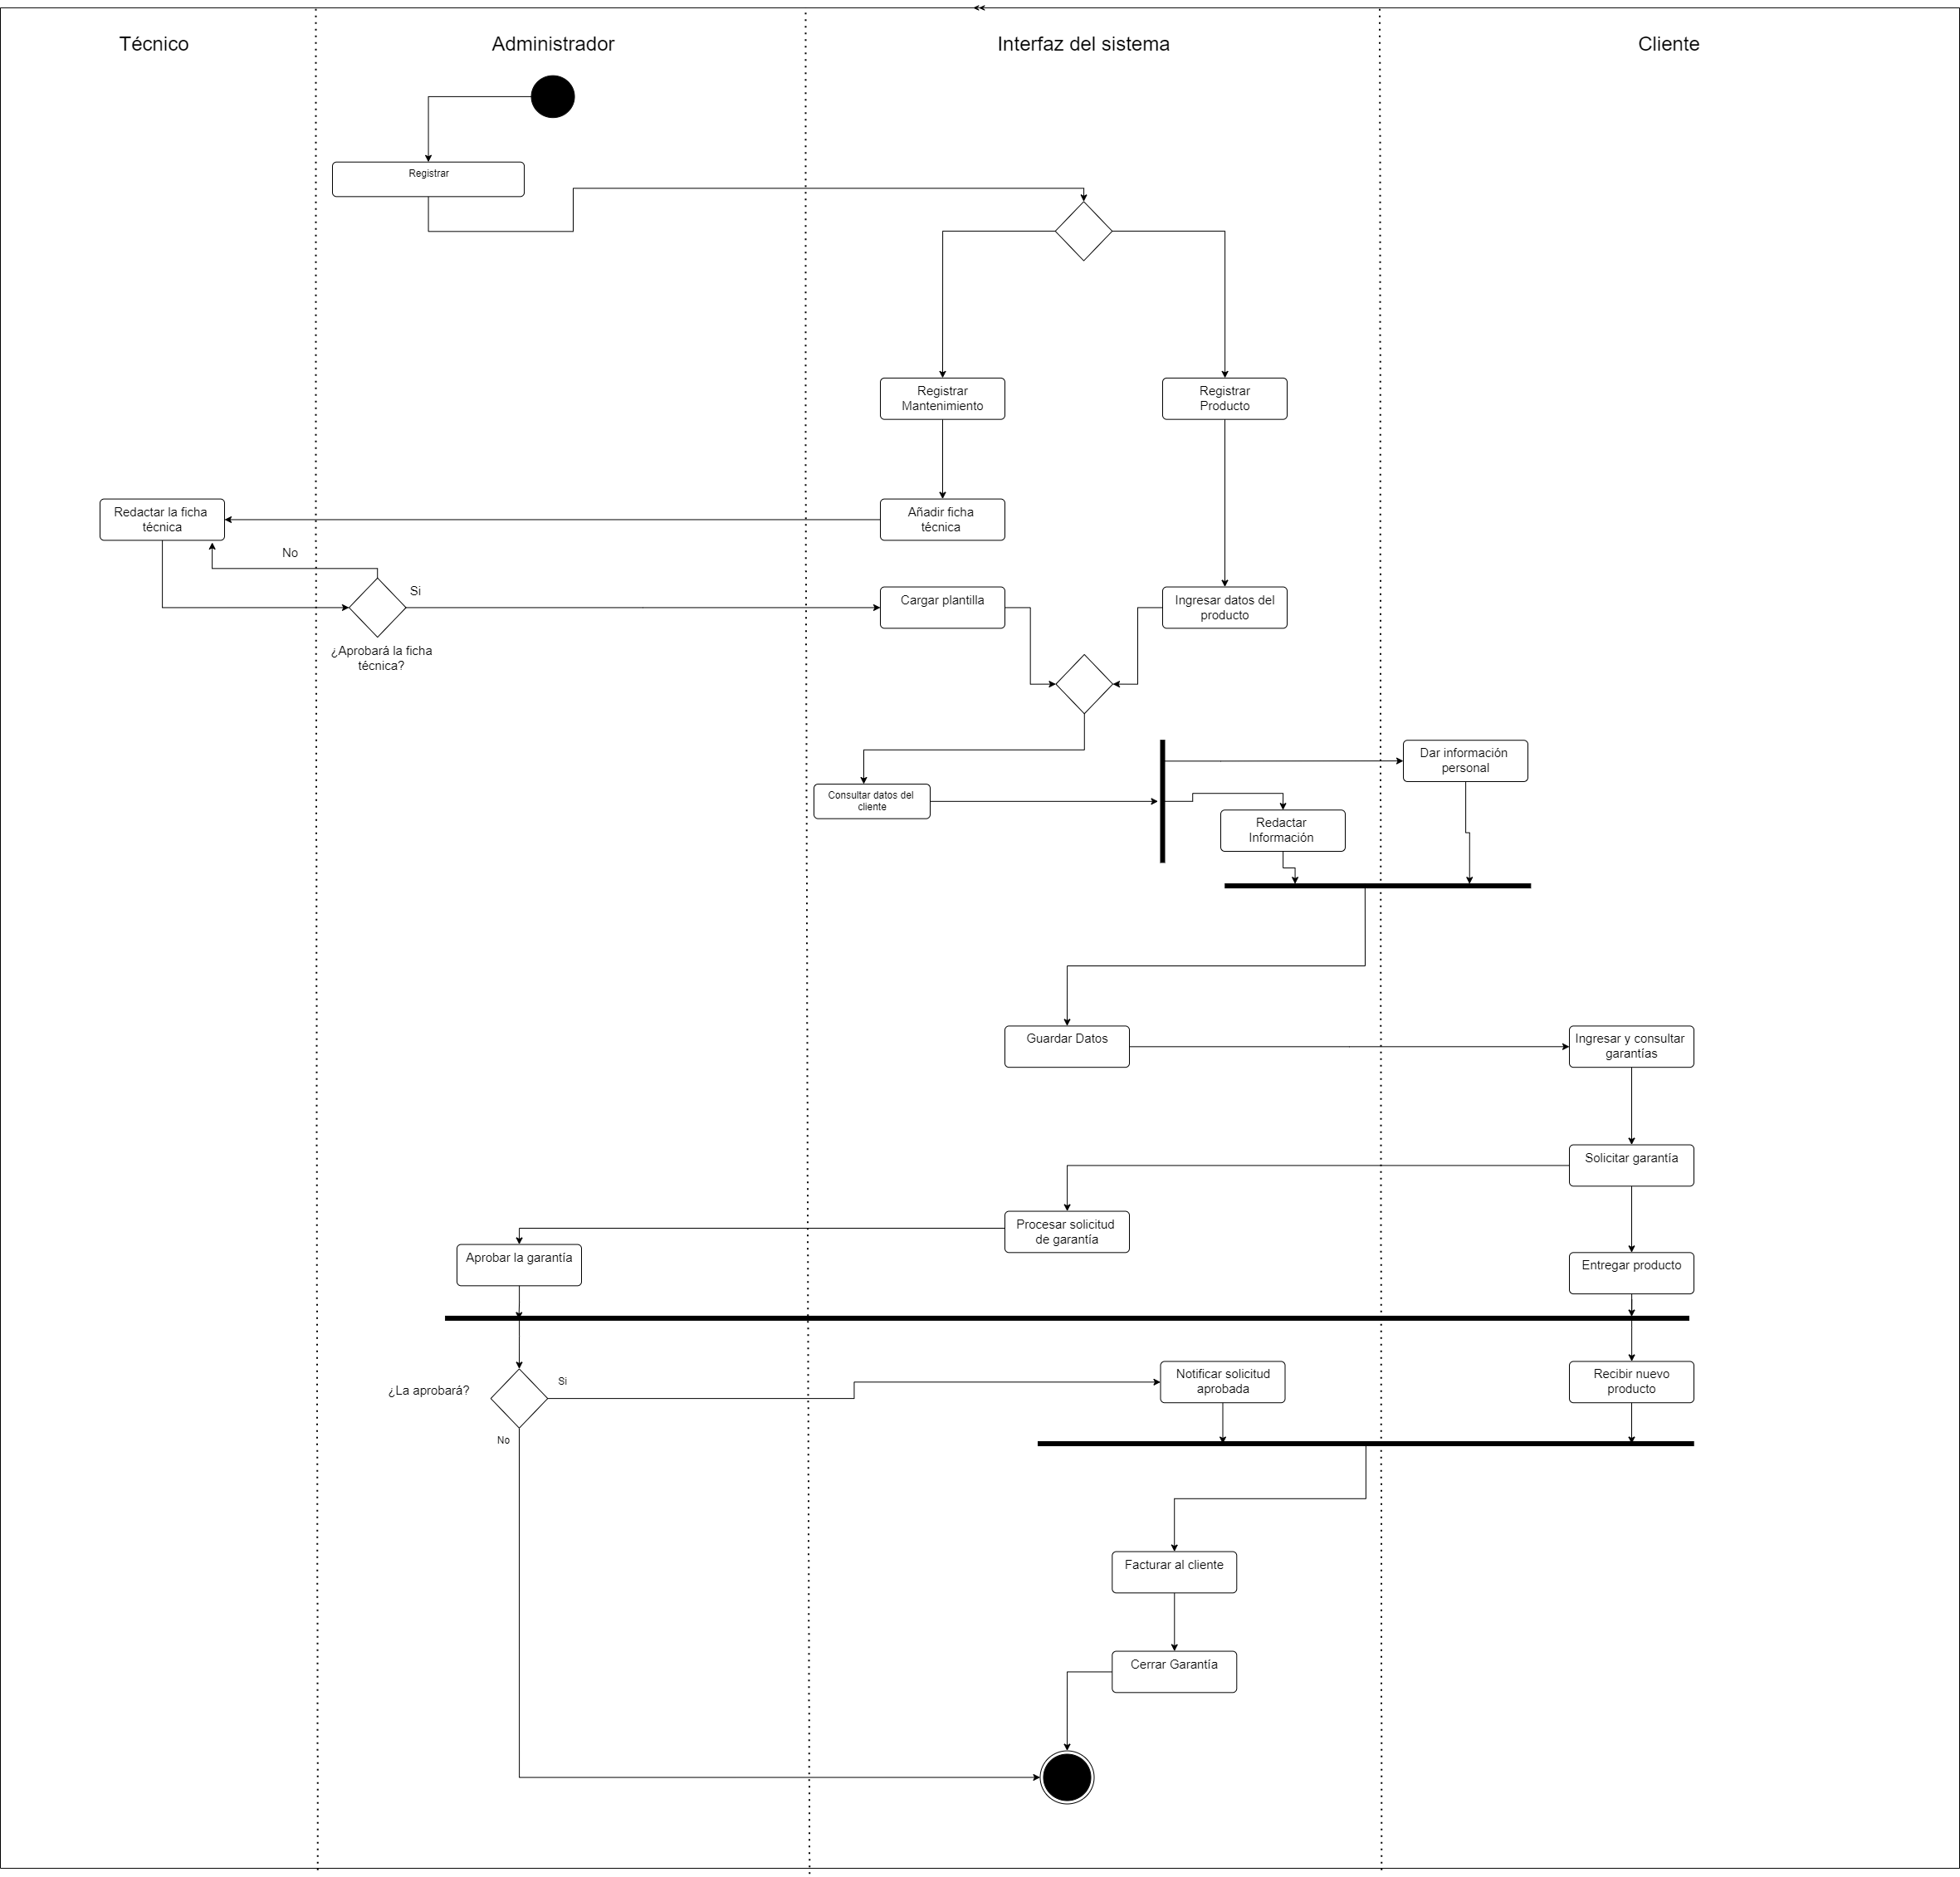 Técnico
Administrador
Interfaz del sistema
Cliente
Registrar
Registrar
Mantenimiento
Registrar
Producto
Redactar la ficha
técnica
Añadir ficha
técnica
No
Si
Cargar plantilla
Ingresar datos del
producto
¿Aprobará la ficha
técnica?
Dar información
personal
Consultar datos del
cliente
Redactar
Información
Guardar Datos
Ingresar y consultar
garantías
Solicitar garantía
Procesar solicitud
de garantía
Aprobar la garantía
Entregar producto
¿La aprobará?
Si
Notificar solicitud
aprobada
Recibir nuevo
producto
No
Facturar al cliente
Cerrar Garantía